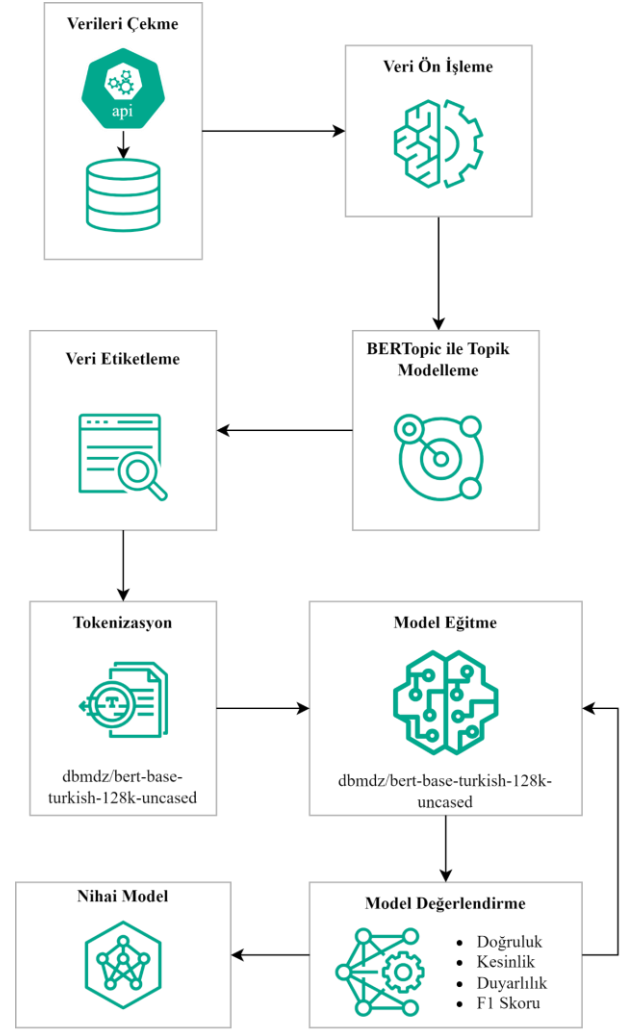 Verileri Çekme
api
Veri Ön İşleme
BERTopic ile Topik
Modelleme
Veri Etiketleme
Tokenizasyon
T
dbmdz/bert-base-
turkish-128k-uncased
Model Eğitme
dbmdz/bert-base-turkish-128k-
uncased
Model Değerlendirme
• Doğruluk
• Kesinlik
• Duyarlılık
• F1 Skoru
Nihai Model